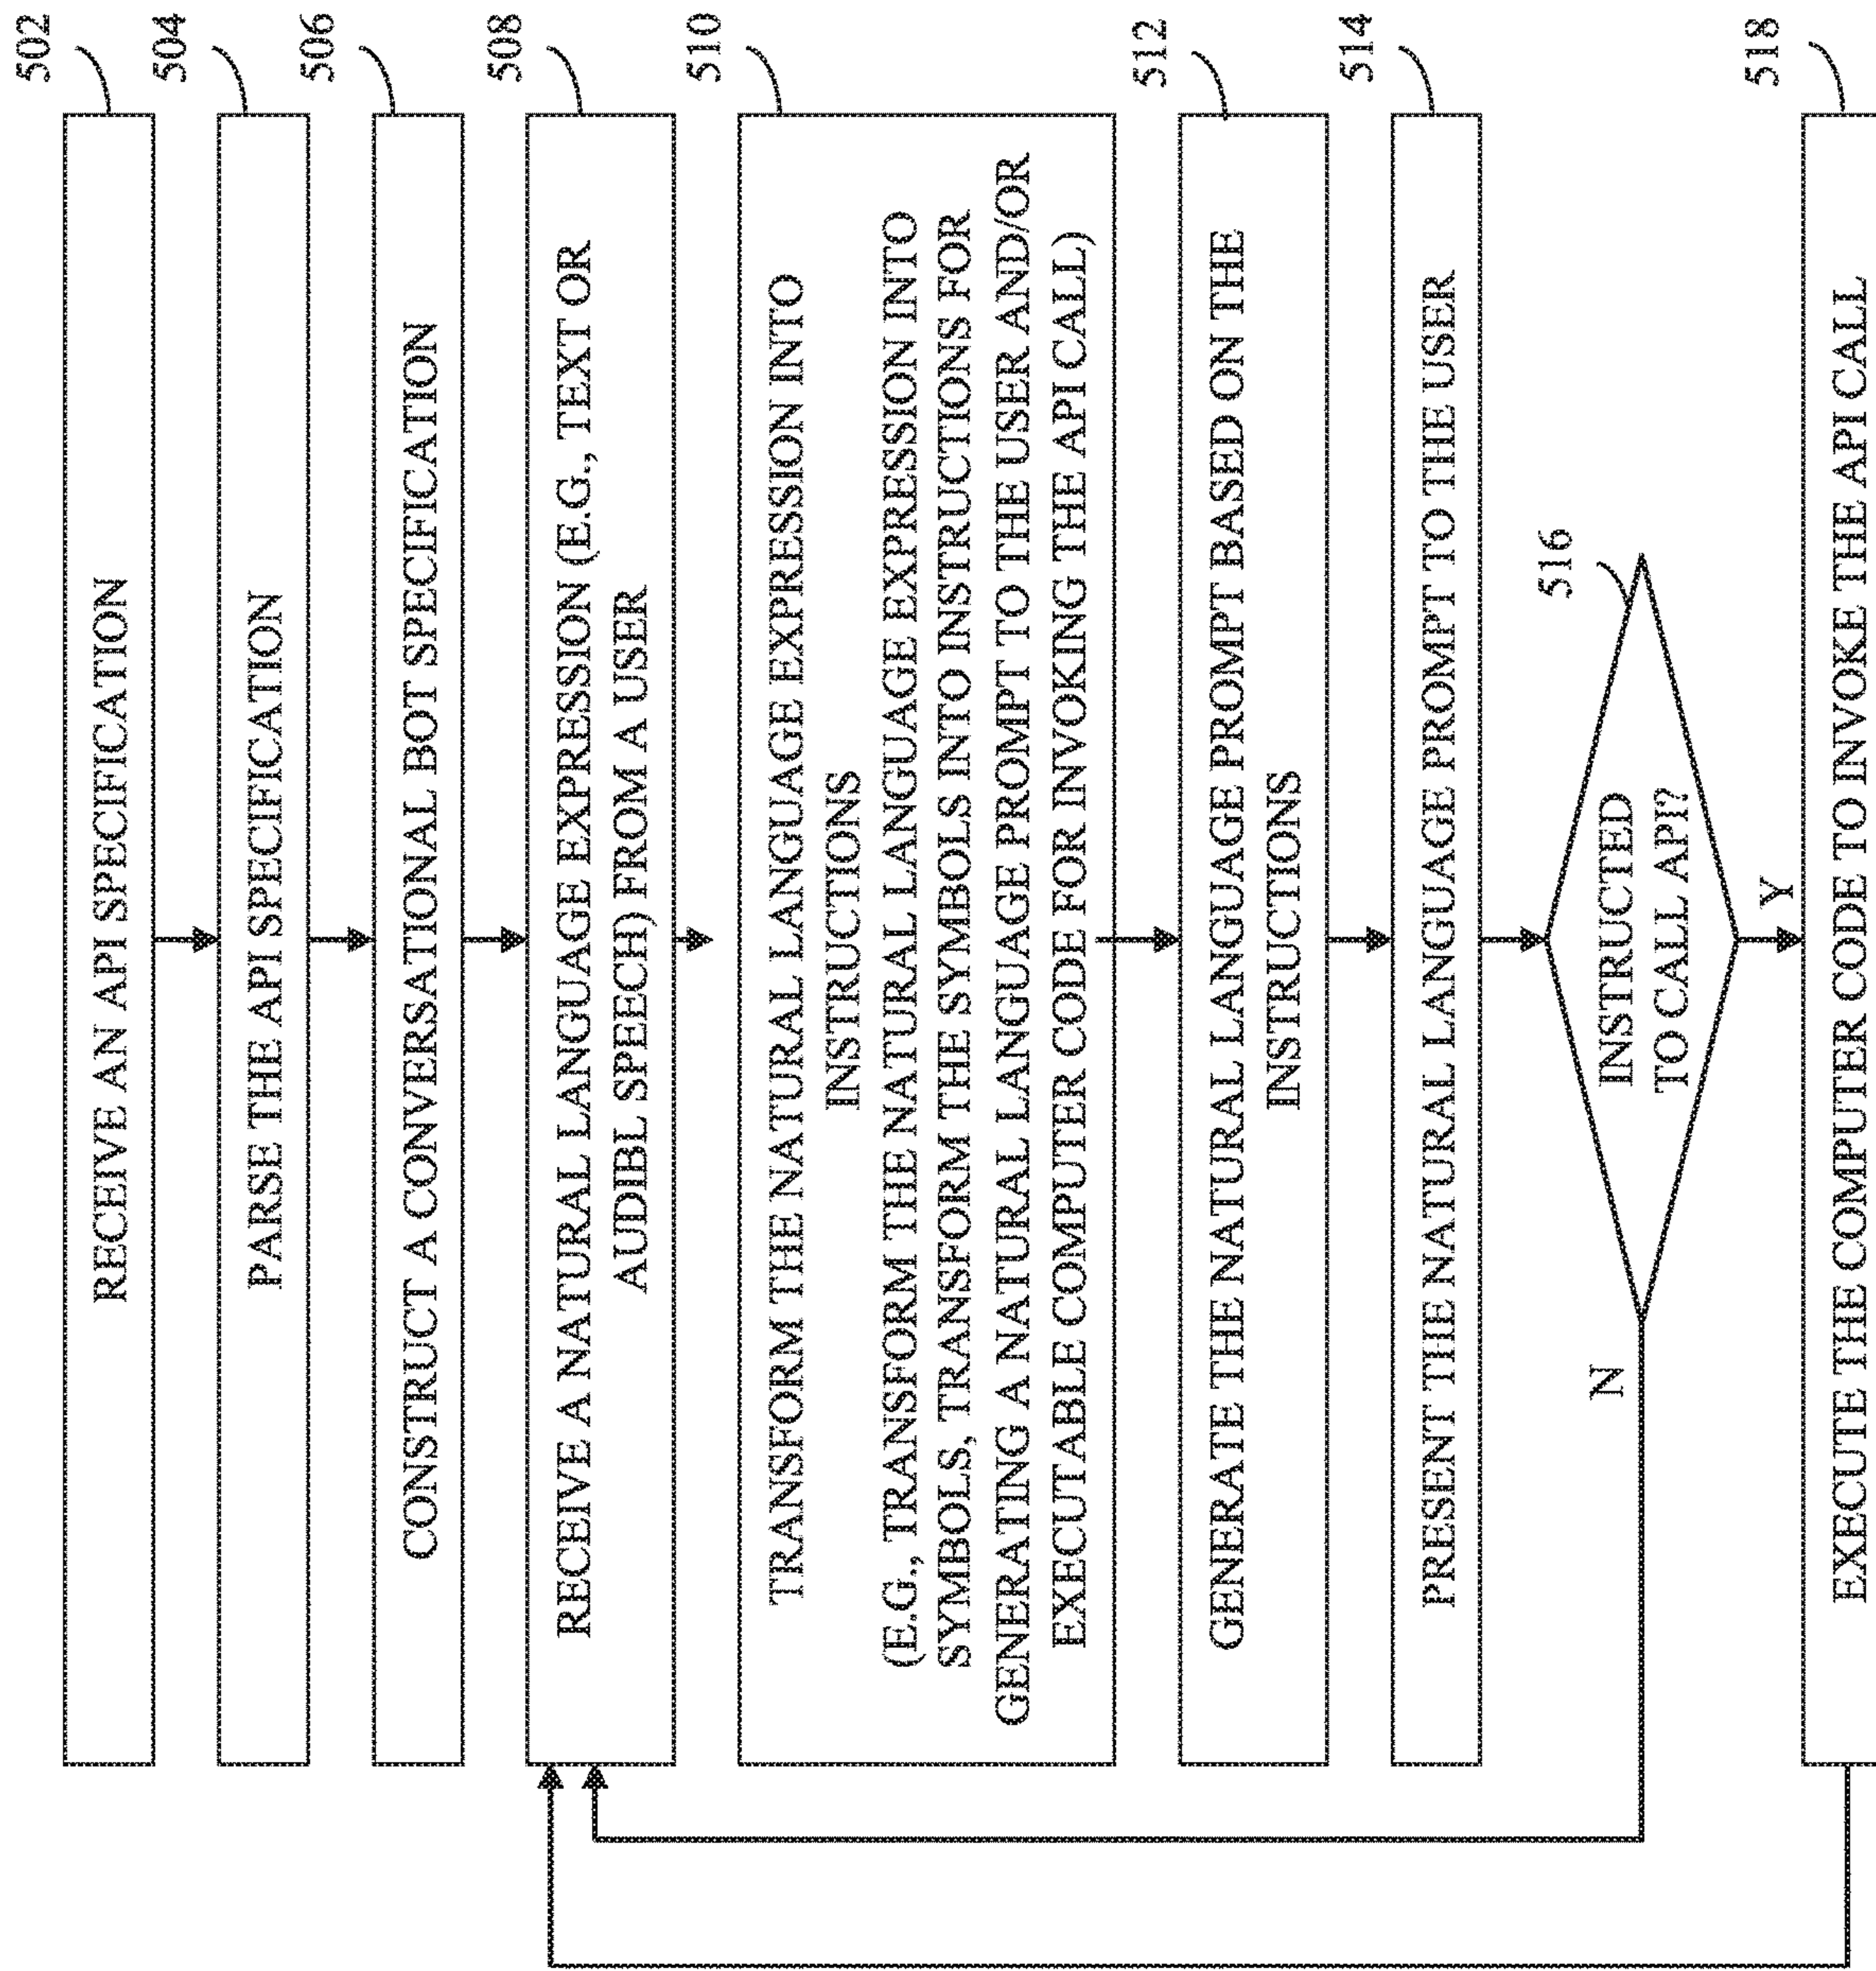 502
RECEIVE AN API SPECIFICATION
504
PARSE THE API SPECIFICATION
506
CONSTRUCT A CONVERSATIONAL BOT SPECIFICATION
508
RECEIVE A NATURAL LANGUAGE EXPRESSION (E.G., TEXT OR
AUDIBL SPEECH) FROM A USER
510
TRANSFORM THE NATURAL LANGUAGE EXPRESSION INTO
INSTRUCTIONS
(E.G., TRANSFORM THE NATURAL LANGUAGE EXPRESSION INTO
SYMBOLS, TRANSFORM THE SYMBOLS INTO INSTRUCTIONS FOR
GENERATING A NATURAL LANGUAGE PROMPT TO THE USER AND/OR
EXECUTABLE COMPUTER CODE FOR INVOKING THE API CALL)
512
GENERATE THE NATURAL LANGUAGE PROMPT BASED ON THE
INSTRUCTIONS
514
PRESENT THE NATURAL LANGUAGE PROMPT TO THE USER
516
INSTRUCTED
TO CALL API?
N
Y
518
EXECUTE THE COMPUTER CODE TO INVOKE THE API CALL